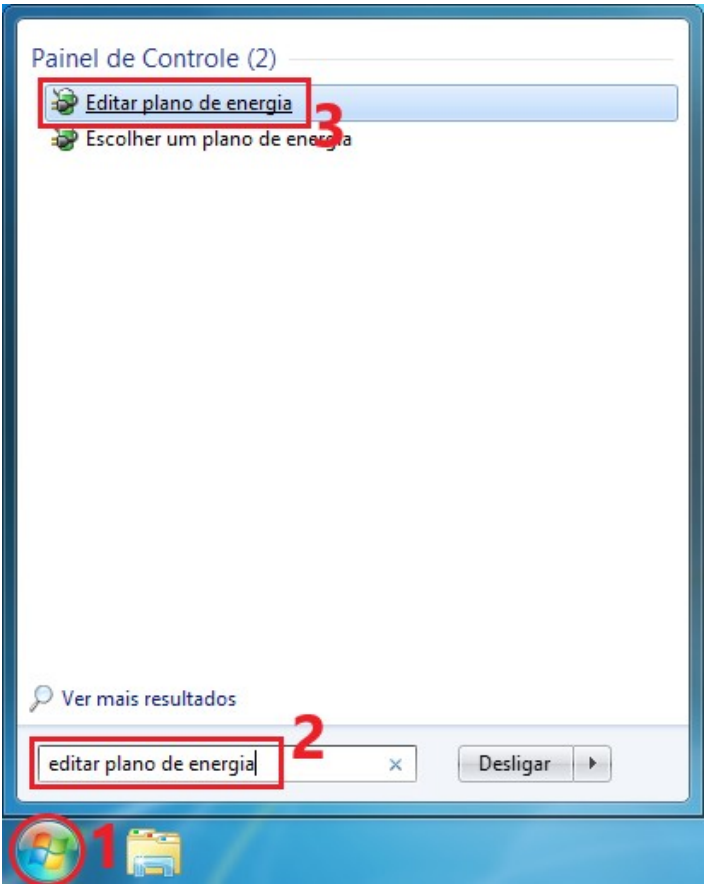 Painel de Controle (2)
Editar plano de energia
3
Escolher um plano de energia
Ver mais resultados
2
editar plano de energia
Desligar
1